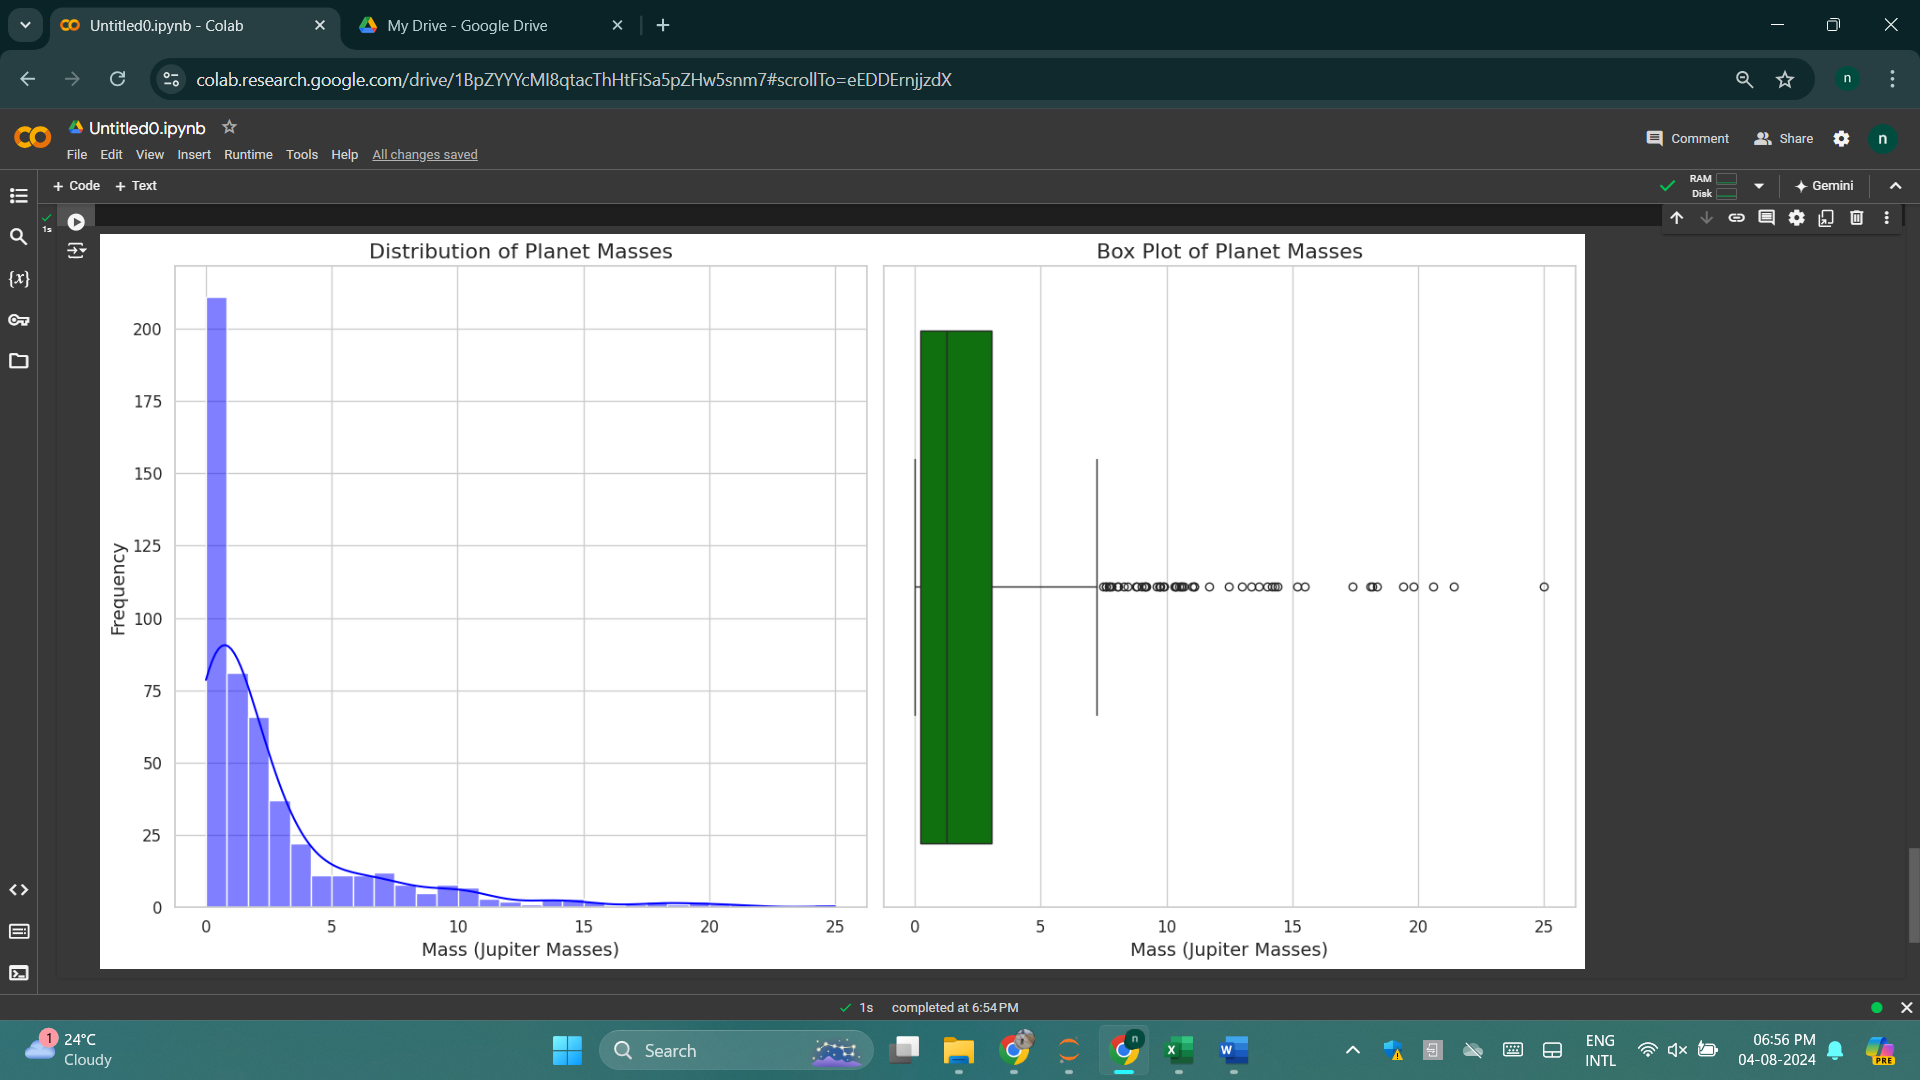 Untitled0.ipynb - Colab
My Drive - Google Drive
colab.research.google.com/drive/1BpZYYYcMI8qtacThHtFiSa5pZHw5snm7#scrollTo=eEDDErnjjzdX
n
Untitled0.ipynb
Comment
Share
n
File Edit View Insert Runtime Tools Help All changes saved
+ Code + Text
RAM
Disk
Gemini
1s
{x}
Distribution of Planet Masses
Frequency
200
175
150
125
100
75
50
25
0
0 5 10 15 20 25
Mass (Jupiter Masses)
Box Plot of Planet Masses
0 5 10 15 20 25
Mass (Jupiter Masses)
1s completed at 6:54 PM
1
24°C
Cloudy
Search
n
X
W
ENG
INTL
06:56 PM
04-08-2024
PRE